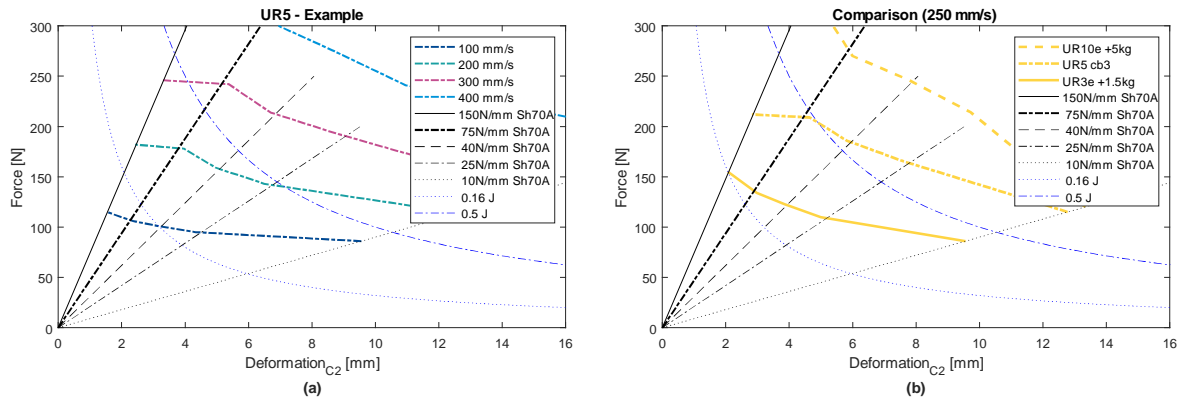 UR5 - Example
300
250
200
150
100
50
0
Force [N]
0 2 4 6 8 10 12 14 16
Deformation_C2 [mm]
100 mm/s
200 mm/s
300 mm/s
400 mm/s
150N/mm Sh70A
75N/mm Sh70A
40N/mm Sh70A
25N/mm Sh70A
10N/mm Sh70A
0.16 J
0.5 J
(a)
Comparison (250 mm/s)
300
250
200
150
100
50
0
Force [N]
0 2 4 6 8 10 12 14 16
Deformation_C2 [mm]
UR10e +5kg
UR5 cb3
UR3e +1.5kg
150N/mm Sh70A
75N/mm Sh70A
40N/mm Sh70A
25N/mm Sh70A
10N/mm Sh70A
0.16 J
0.5 J
(b)